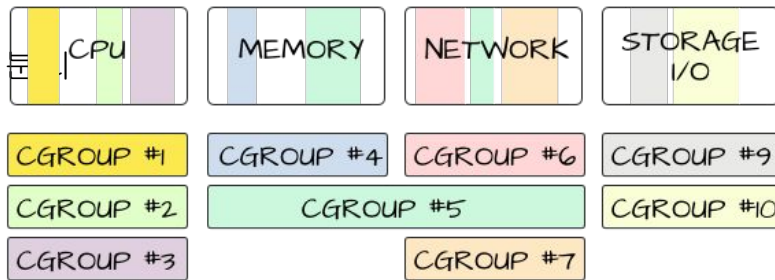 CPU
MEMORY
NETWORK
STORAGE
I/O
CGROUP #1
CGROUP #4
CGROUP #6
CGROUP #9
CGROUP #2
CGROUP #5
CGROUP #10
CGROUP #3
CGROUP #7